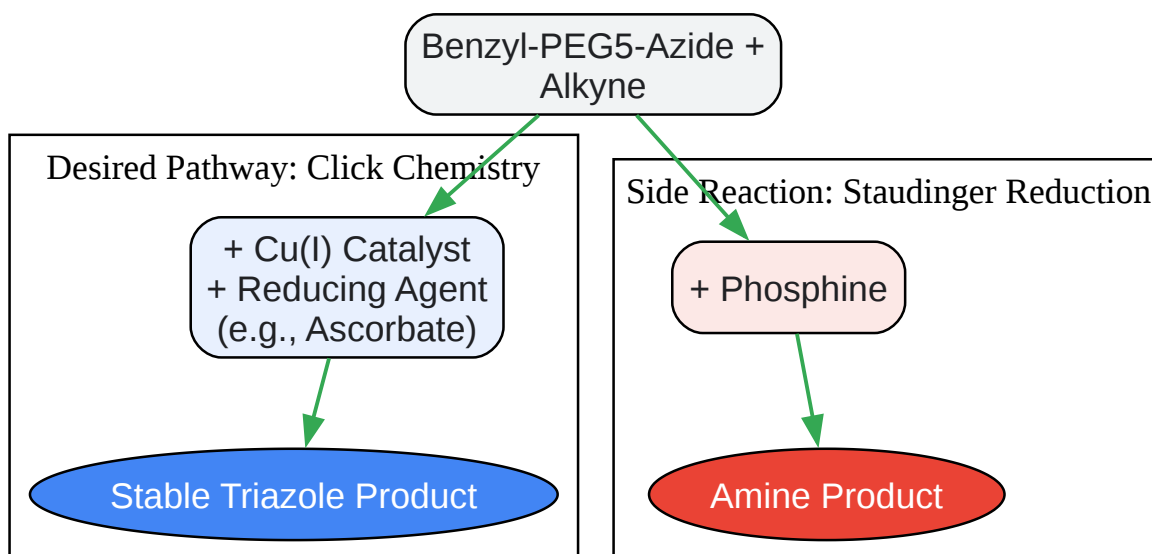 Benzyl-PEG5-Azide +
Alkyne
Desired Pathway: Click Chemistry
+ Cu(I) Catalyst
+ Reducing Agent
(e.g., Ascorbate)
Stable Triazole Product
Side Reaction: Staudinger Reduction
+ Phosphine
Amine Product